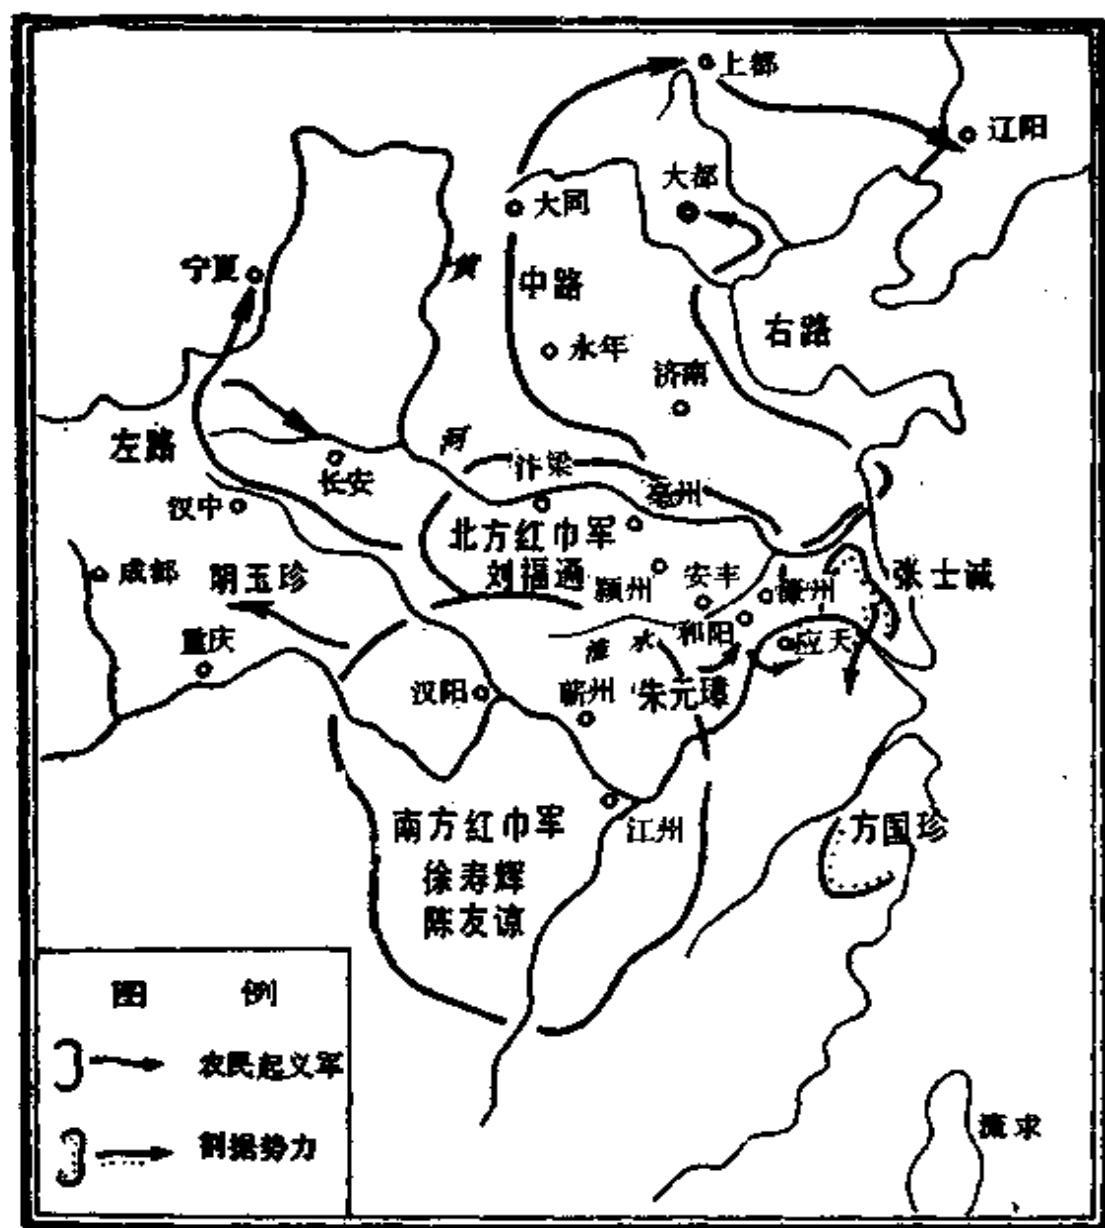 上都
辽阳
大都
大同
宁夏
黄
中路
右路
永年
济南
左路
河
长安
汴梁
亳州
汉中
北方红巾军
刘福通
成都
明玉珍
颍州
安丰
濠州
张士诚
淮水
和阳
应天
重庆
汉阳
蕲州
朱元璋
南方红巾军
徐寿辉
陈友谅
江州
方国珍
图例
农民起义军
割据势力
流求